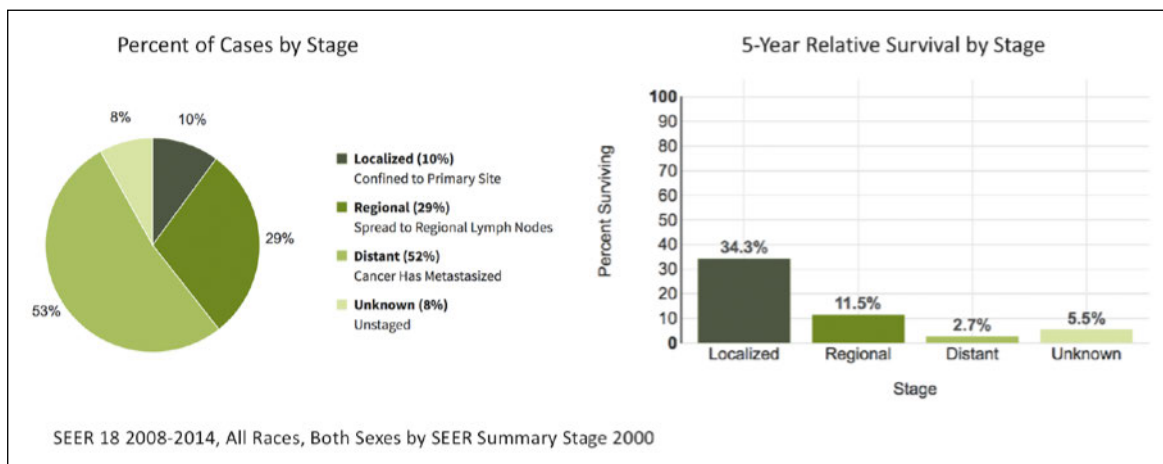 Percent of Cases by Stage
8%
10%
29%
53%
Localized (10%)
Confined to Primary Site
Regional (29%)
Spread to Regional Lymph Nodes
Distant (52%)
Cancer Has Metastasized
Unknown (8%)
Unstaged
5-Year Relative Survival by Stage
Percent Surviving
100
90
80
70
60
50
40
30
20
10
0
34.3%
11.5%
2.7%
5.5%
Localized
Regional
Distant
Unknown
Stage
SEER 18 2008-2014, All Races, Both Sexes by SEER Summary Stage 2000